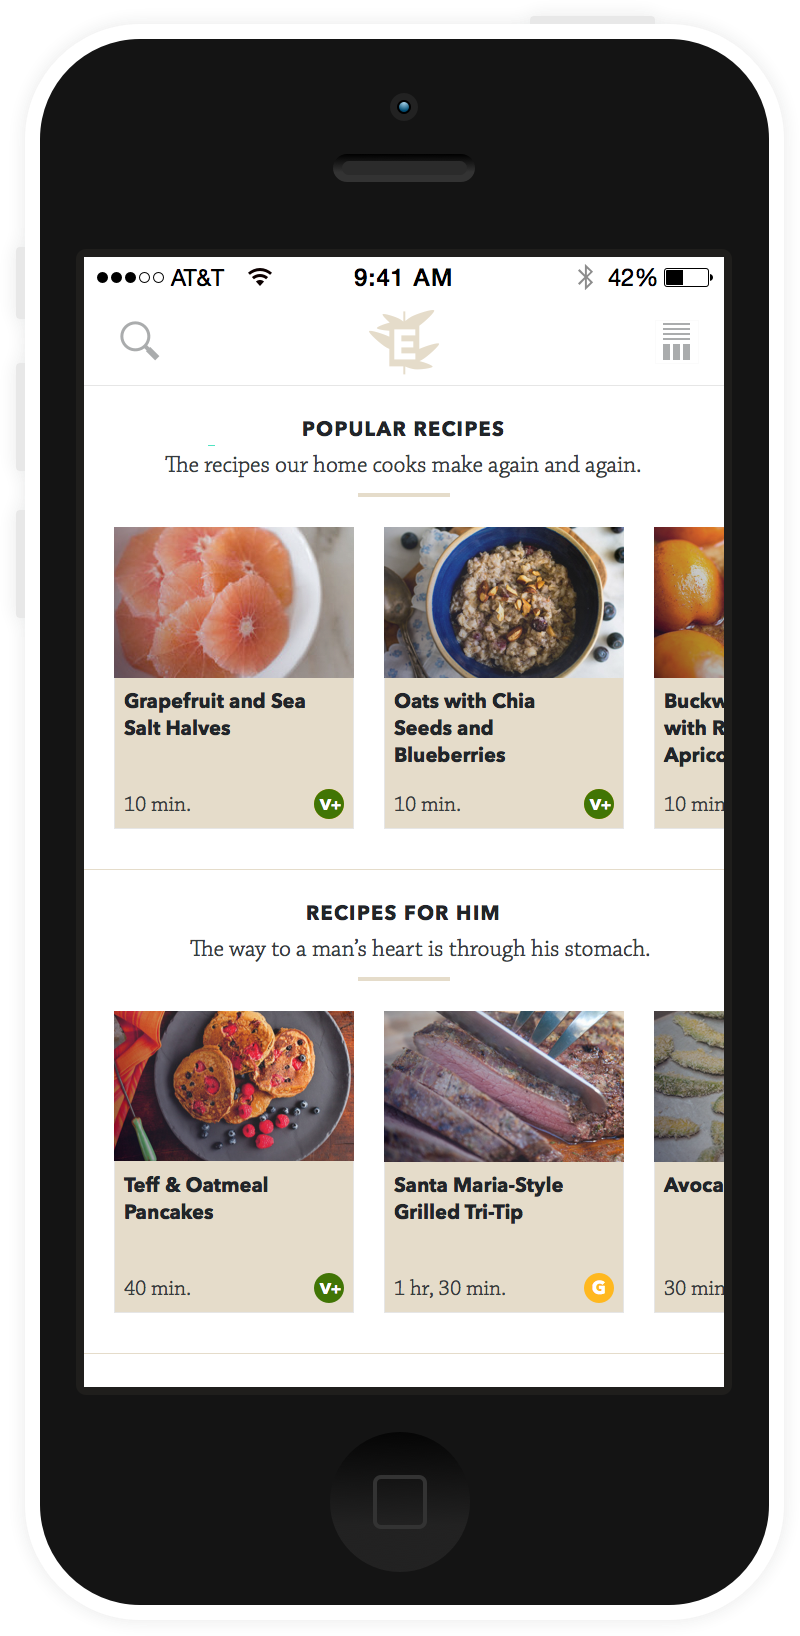 AT&T 9:41 AM 42%
E
POPULAR RECIPES
The recipes our home cooks make again and again.
Grapefruit and Sea
Salt Halves
10 min.
V+
Oats with Chia
Seeds and
Blueberries
10 min.
V+
Buckw
with R
Aprico
10 min
RECIPES FOR HIM
The way to a man’s heart is through his stomach.
Teff & Oatmeal
Pancakes
40 min.
V+
Santa Maria-Style
Grilled Tri-Tip
1 hr, 30 min.
G
Avoca
30 min